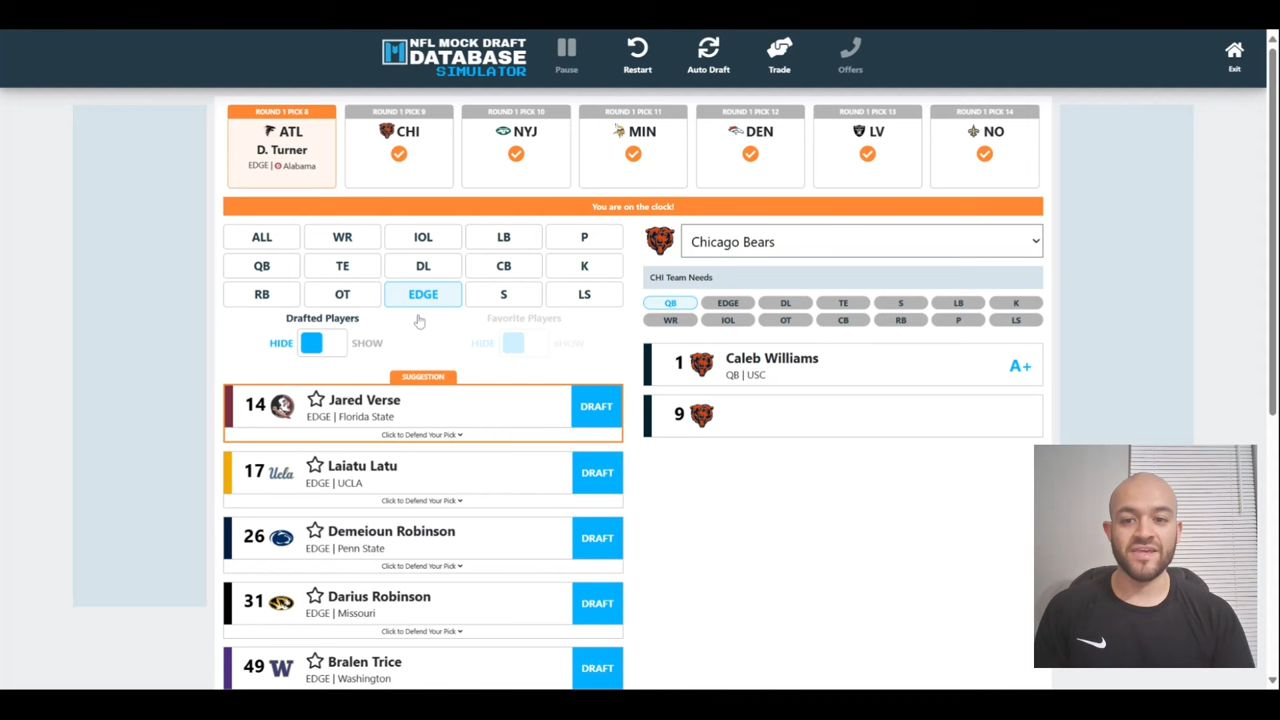 NFL MOCK DRAFT
DATABASE
SIMULATOR
Pause
Restart
Auto Draft
Trade
Offers
Exit
ROUND 1 PICK 8
ATL
D. Turner
EDGE | Alabama
ROUND 1 PICK 9
CHI
ROUND 1 PICK 10
NYJ
ROUND 1 PICK 11
MIN
ROUND 1 PICK 12
DEN
ROUND 1 PICK 13
LV
ROUND 1 PICK 14
NO
You are on the clock!
ALL WR IOL LB P
QB TE DL CB K
RB OT EDGE S LS
Drafted Players
HIDE SHOW
Favorite Players
HIDE SHOW
SUGGESTION
14 Jared Verse
EDGE | Florida State
DRAFT
Click to Defend Your Pick
17 Ucla Laiatu Latu
EDGE | UCLA
DRAFT
Click to Defend Your Pick
26 Demeioun Robinson
EDGE | Penn State
DRAFT
Click to Defend Your Pick
31 Darius Robinson
EDGE | Missouri
DRAFT
Click to Defend Your Pick
49 W Bralen Trice
EDGE | Washington
DRAFT
Chicago Bears
CHI Team Needs
QB EDGE DL TE S LB K
WR IOL OT CB RB P LS
1 Caleb Williams
QB | USC
A+
9